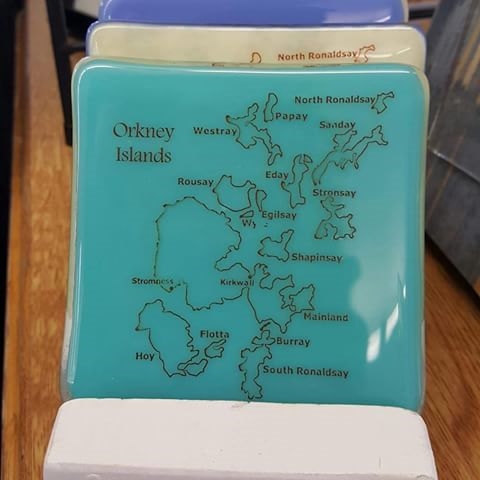 North Ronaldsay
North Ronaldsay
Papay
Orkney
Islands
Westray
Sanday
Eday
Rousay
Stronsay
Egilsay
Shapinsay
Stromness
Kirkwall
Mainland
Flotta
Burray
Hoy
South Ronaldsay